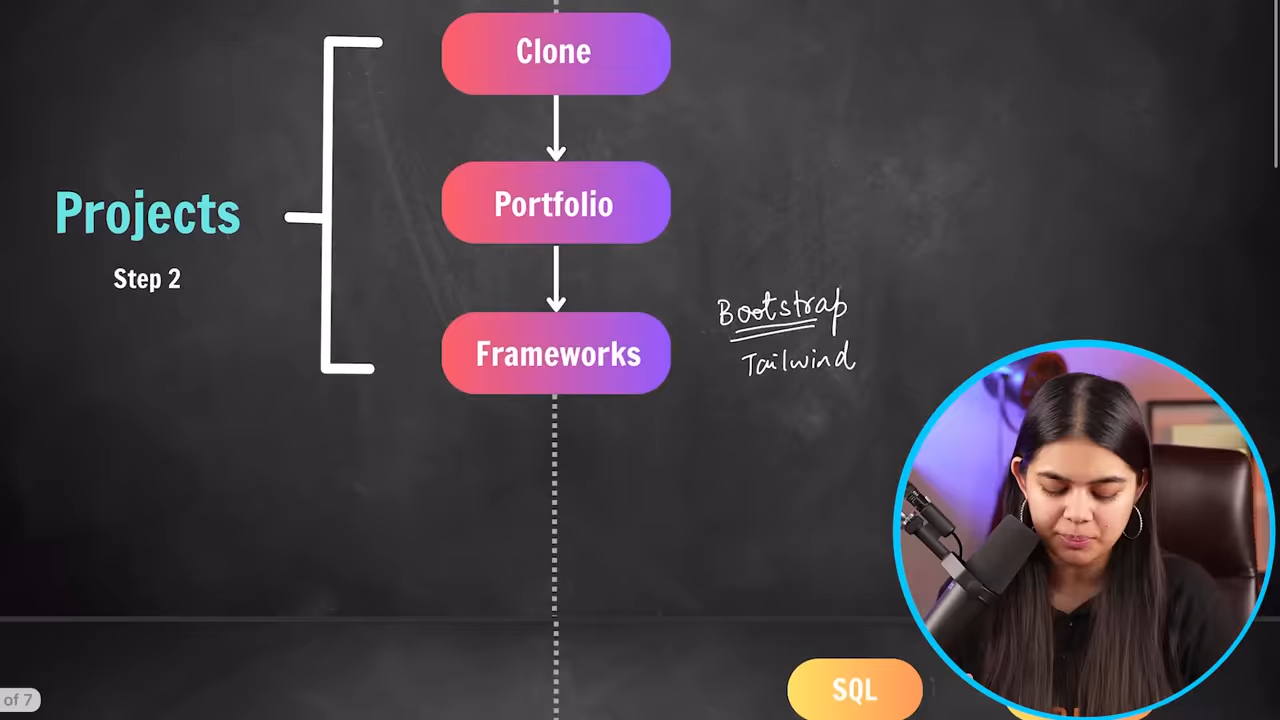 Clone
Portfolio
Projects
Step 2
Bootstrap
Frameworks
Tailwind
SQL
of 7